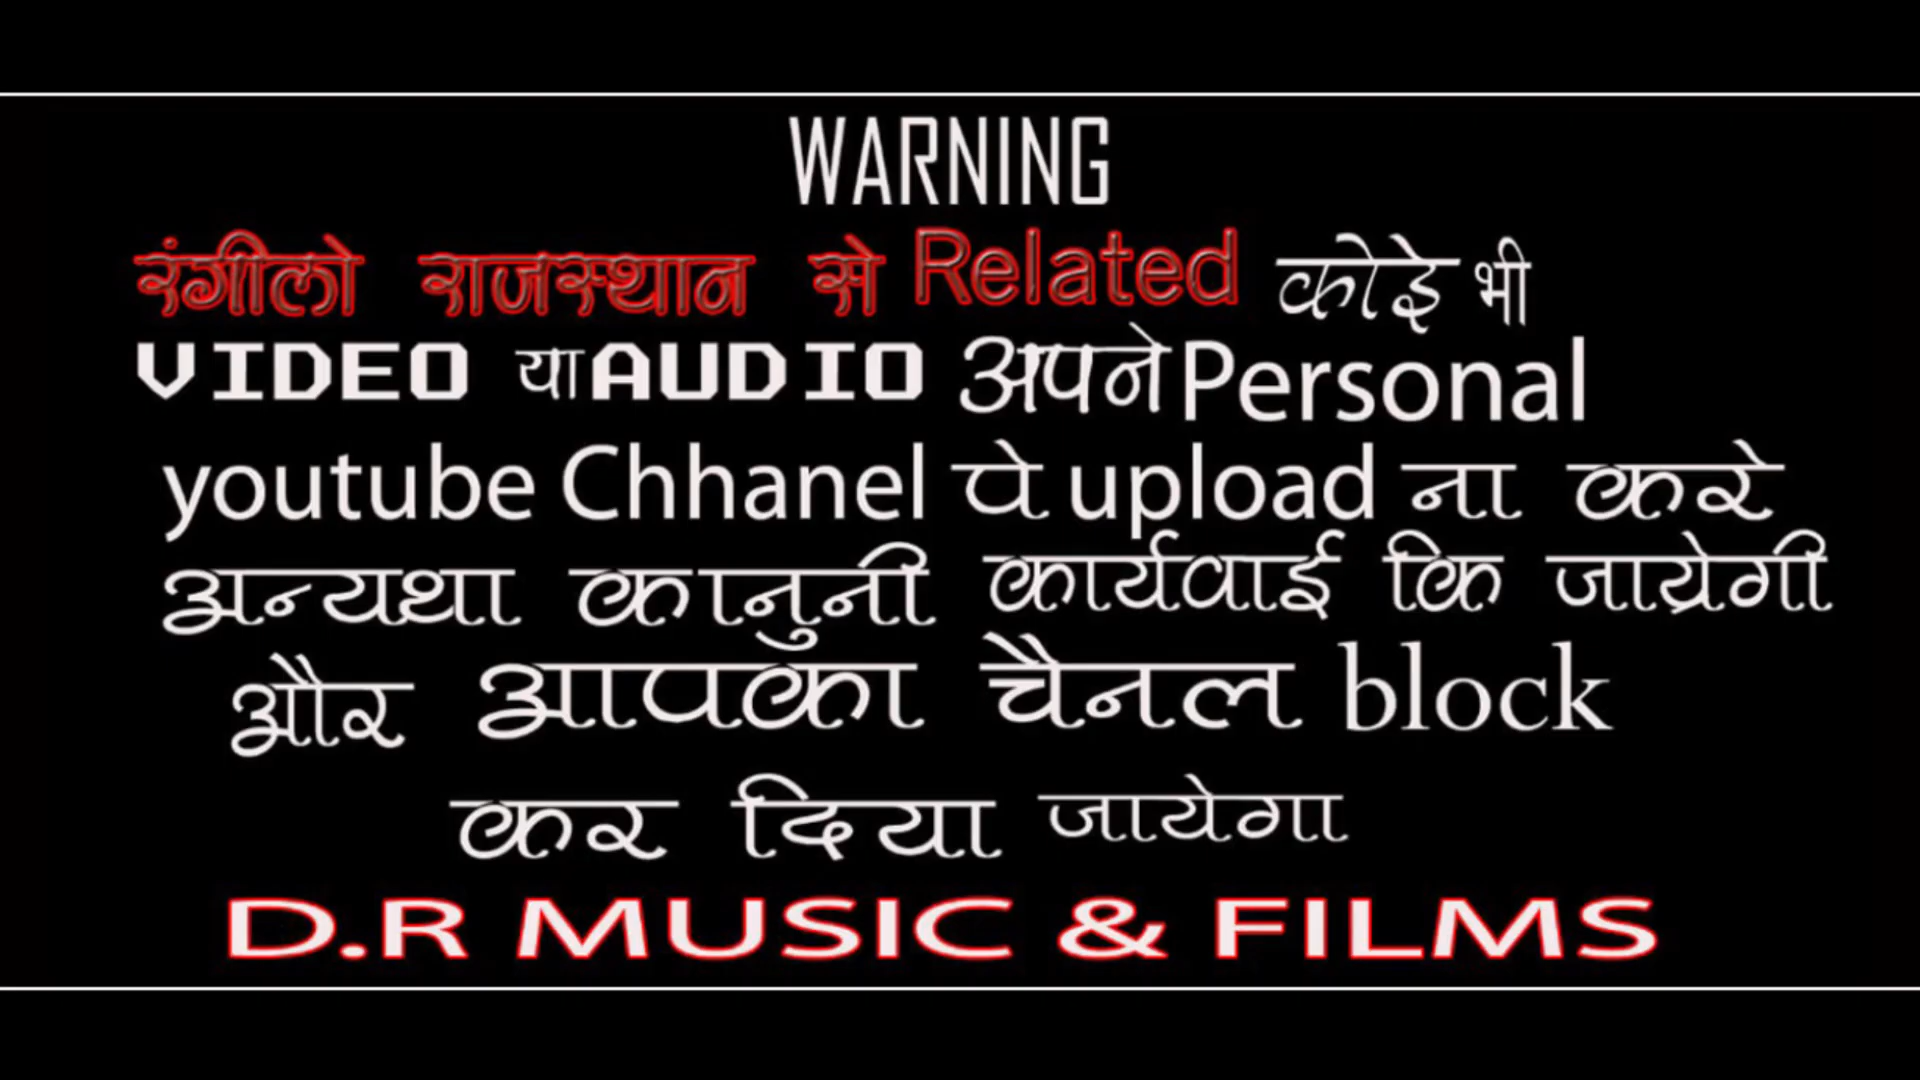 WARNING
रंगीलो राजस्थान से Related कोइे भी
VIDEO या AUDIO अपने Personal
youtube Chhanel पे upload ना करे
अन्यथा कानुनी कार्यवाई कि जाय्रेगी
और आपका चैनल block
कर दिया जायेगा
D.R MUSIC & FILMS